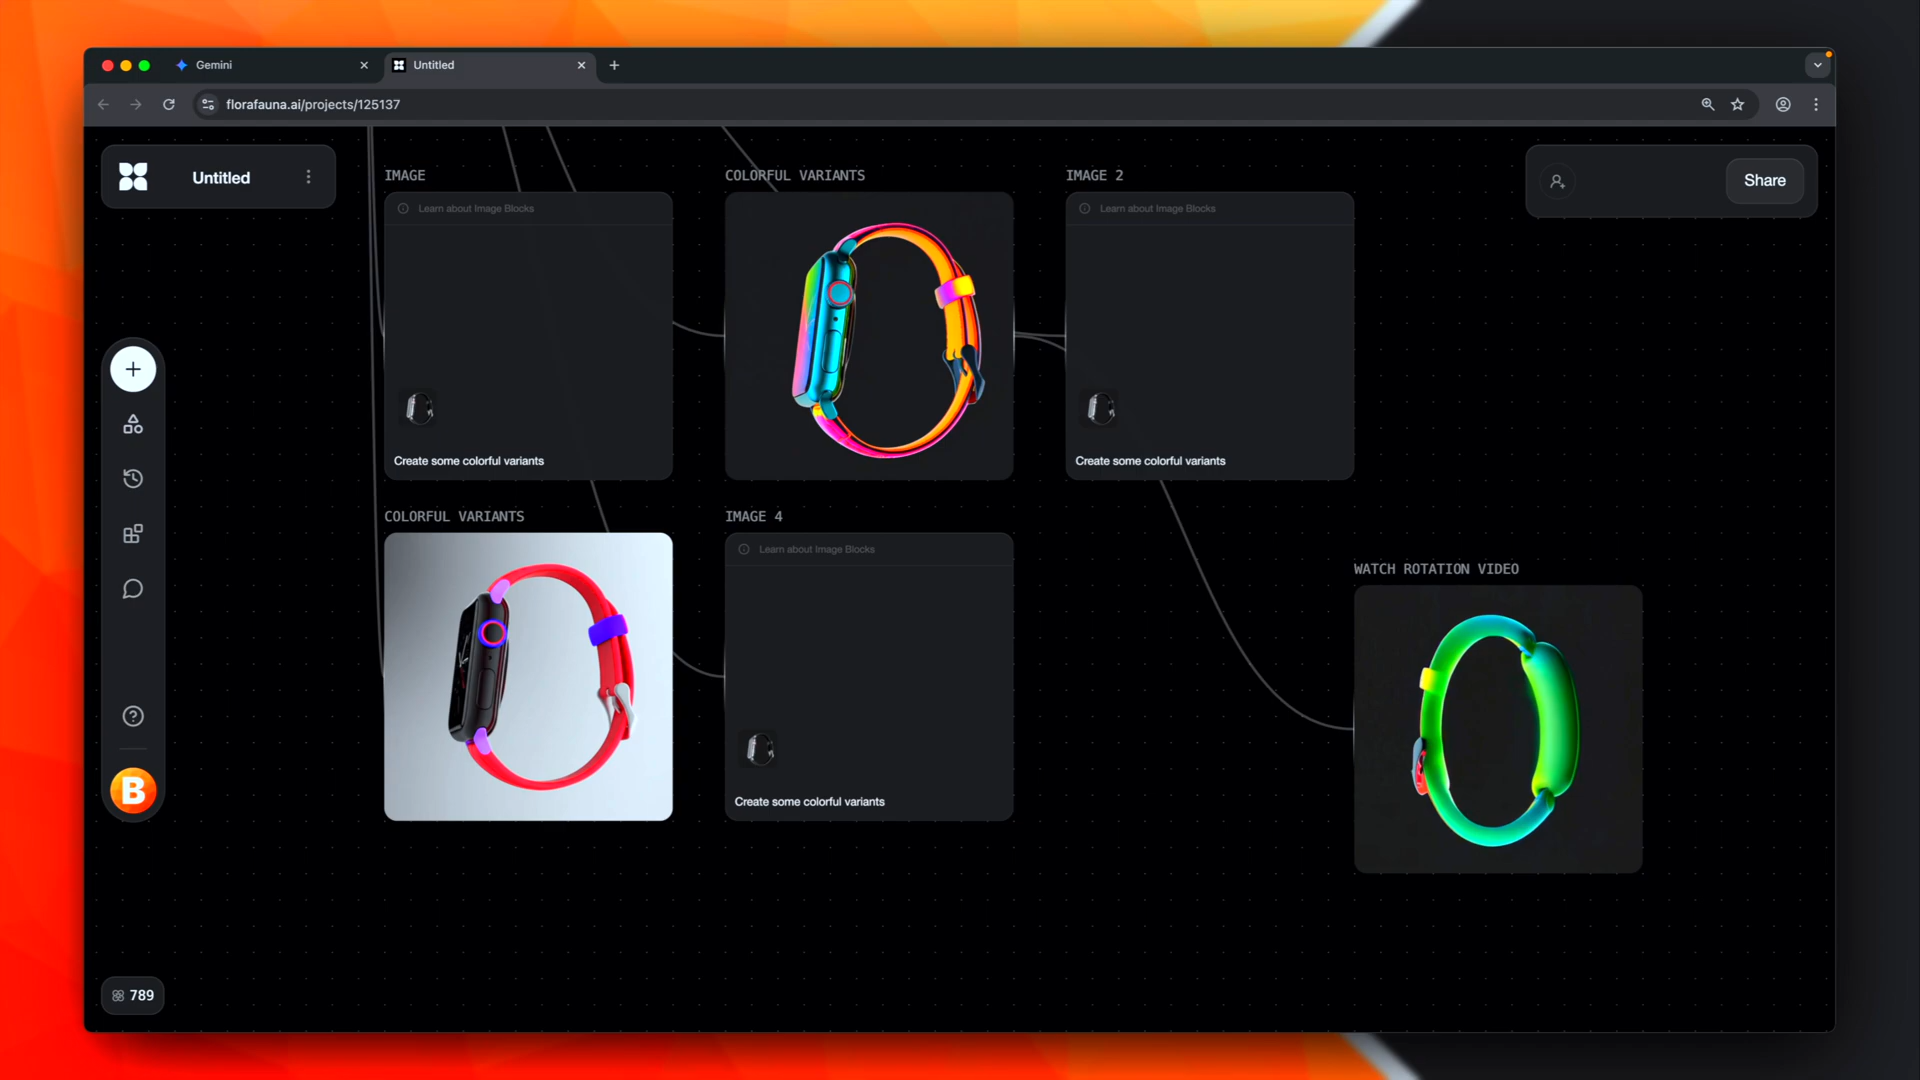 Gemini
Untitled
florafauna.ai/projects/125137
Untitled
Share
IMAGE
Learn about Image Blocks
Create some colorful variants
COLORFUL VARIANTS
IMAGE 2
Learn about Image Blocks
Create some colorful variants
COLORFUL VARIANTS
IMAGE 4
Learn about Image Blocks
Create some colorful variants
WATCH ROTATION VIDEO
B
789